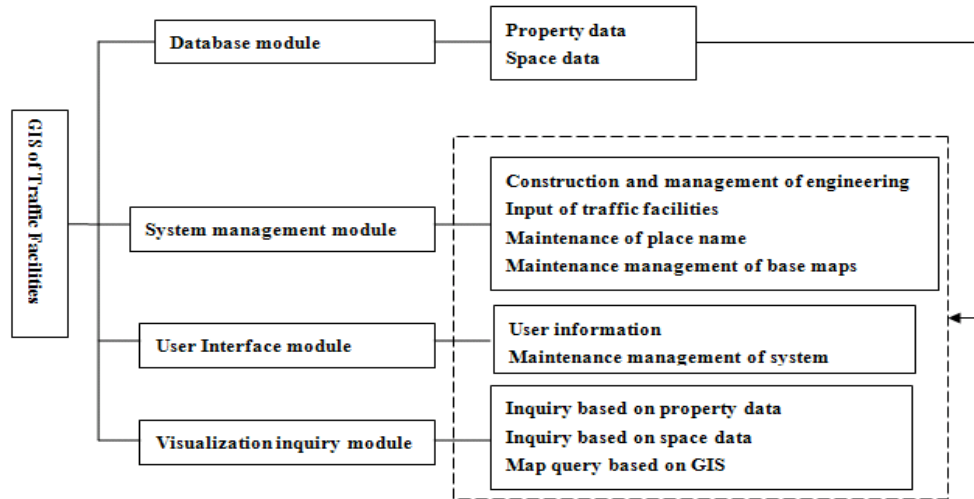 GIS of Traffic Facilities
Database module
Property data
Space data
System management module
Construction and management of engineering
Input of traffic facilities
Maintenance of place name
Maintenance management of base maps
User Interface module
User information
Maintenance management of system
Visualization inquiry module
Inquiry based on property data
Inquiry based on space data
Map query based on GIS